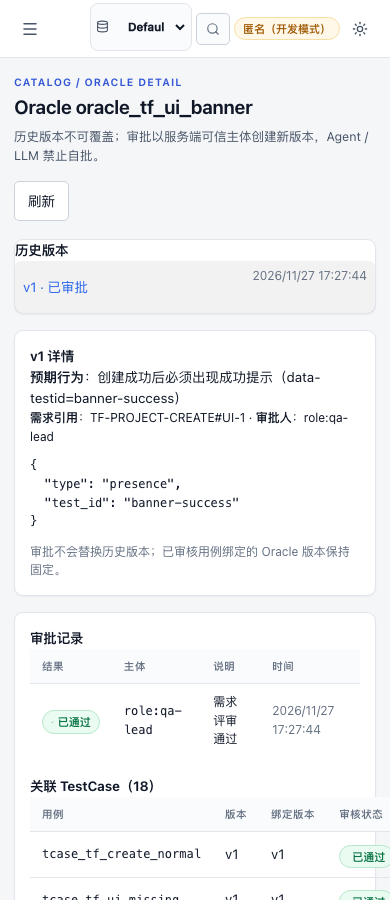 Defaul
匿名（开发模式）
CATALOG / ORACLE DETAIL
Oracle oracle_tf_ui_banner
历史版本不可覆盖；审批以服务端可信主体创建新版本，Agent /
LLM 禁止自批。
刷新
历史版本
v1 · 已审批
2026/11/27 17:27:44
v1 详情
预期行为：创建成功后必须出现成功提示（data-
testid=banner-success）
需求引用：TF-PROJECT-CREATE#UI-1 · 审批人：role:qa-
lead
{
  "type": "presence",
  "test_id": "banner-success"
}
审批不会替换历史版本；已审核用例绑定的 Oracle 版本保持
固定。
审批记录
结果 主体 说明 时间
· 已通过 role:qa-
lead
需求
评审
通过
2026/11/27
17:27:44
关联 TestCase（18）
用例 版本 绑定版本 审核状态
tcase_tf_create_normal v1 v1 已通过
tcase_tf_ui_missing v1 v1 已通过